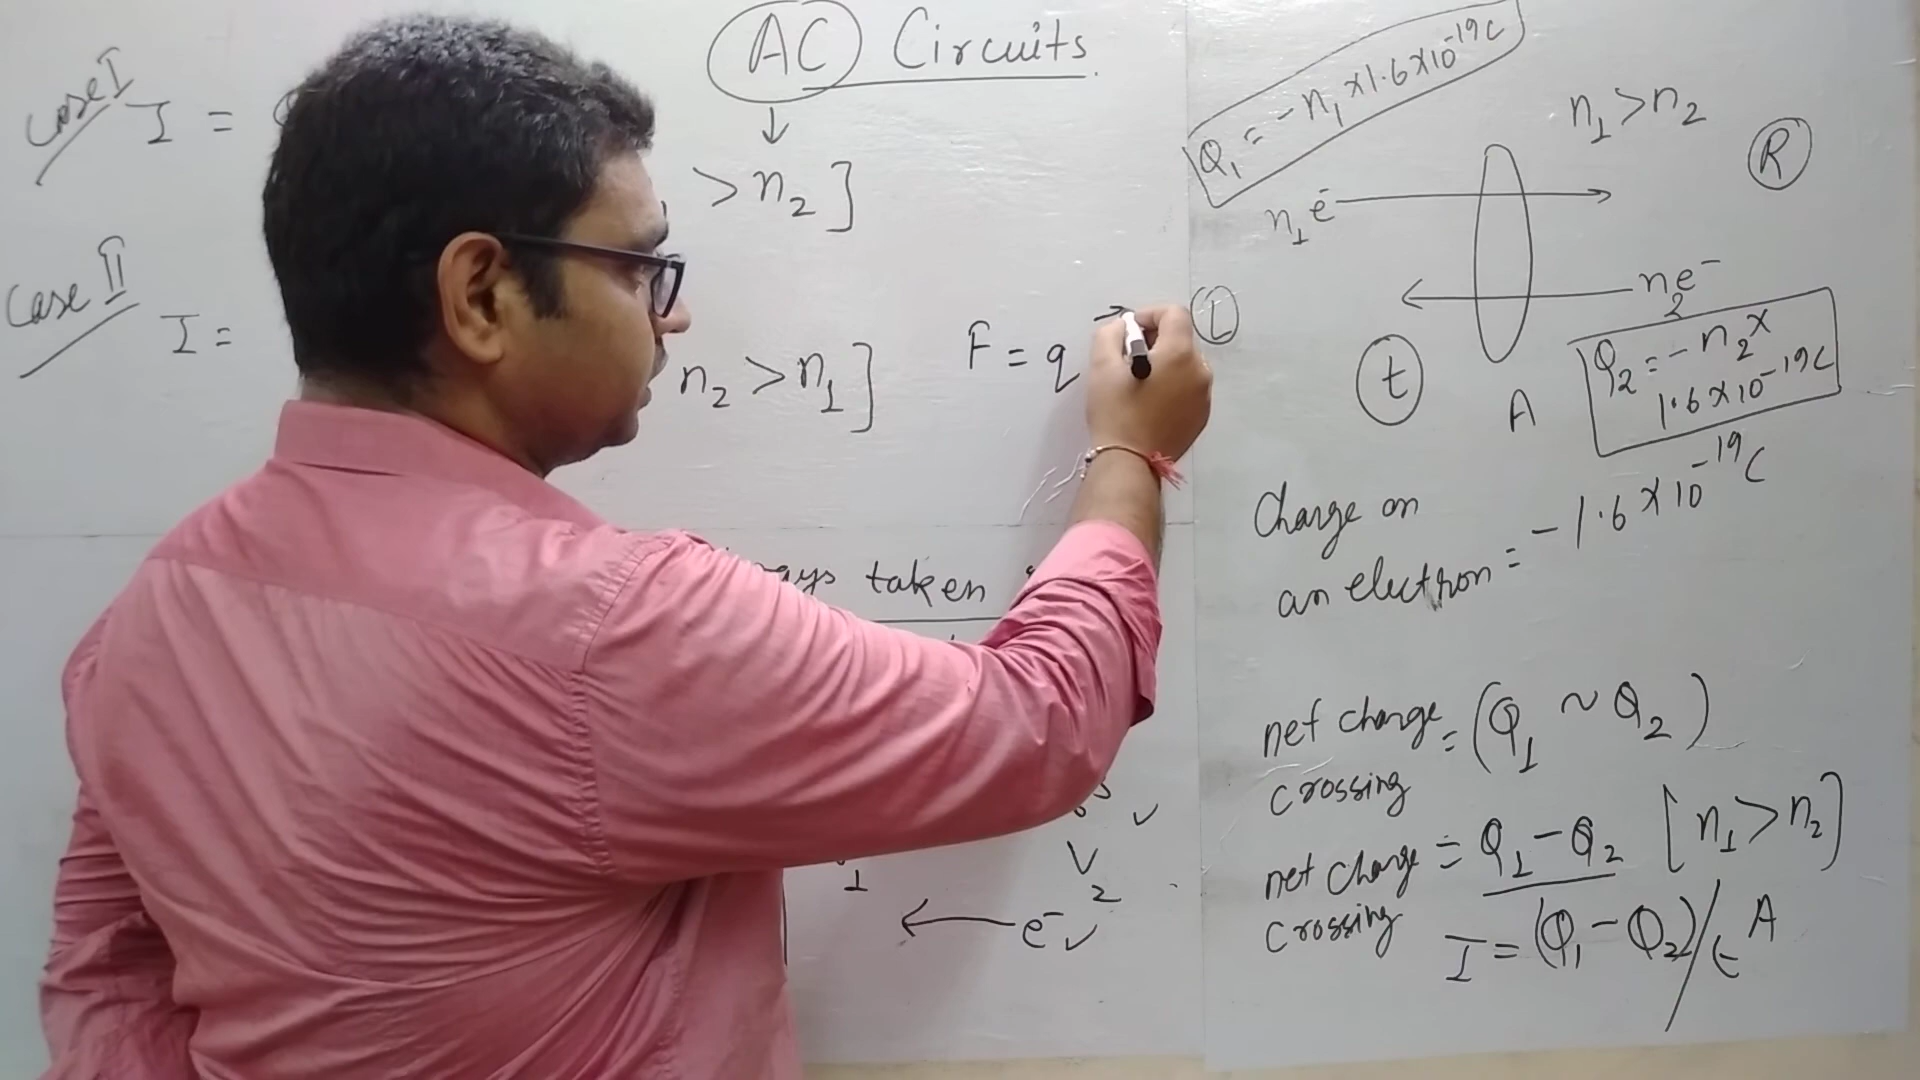 AC Circuits.
Case I
I =
> n₂ ]
Case II
I =
n₂ > n₁ ]
F = q
taken
1
V
2
e⁻ ✓
Q₁ = - n₁ × 1.6 × 10⁻¹⁹ C
n₁ > n₂
R
n₁ e⁻
n₂ e⁻
L
t
A
Q₂ = - n₂ ×
1.6 × 10⁻¹⁹ C
Charge on
an electron = - 1.6 × 10⁻¹⁹ C
net charge = (Q₁ ~ Q₂)
crossing
net charge = Q₁ - Q₂ [ n₁ > n₂ ]
crossing
I = (Q₁ - Q₂)/t A